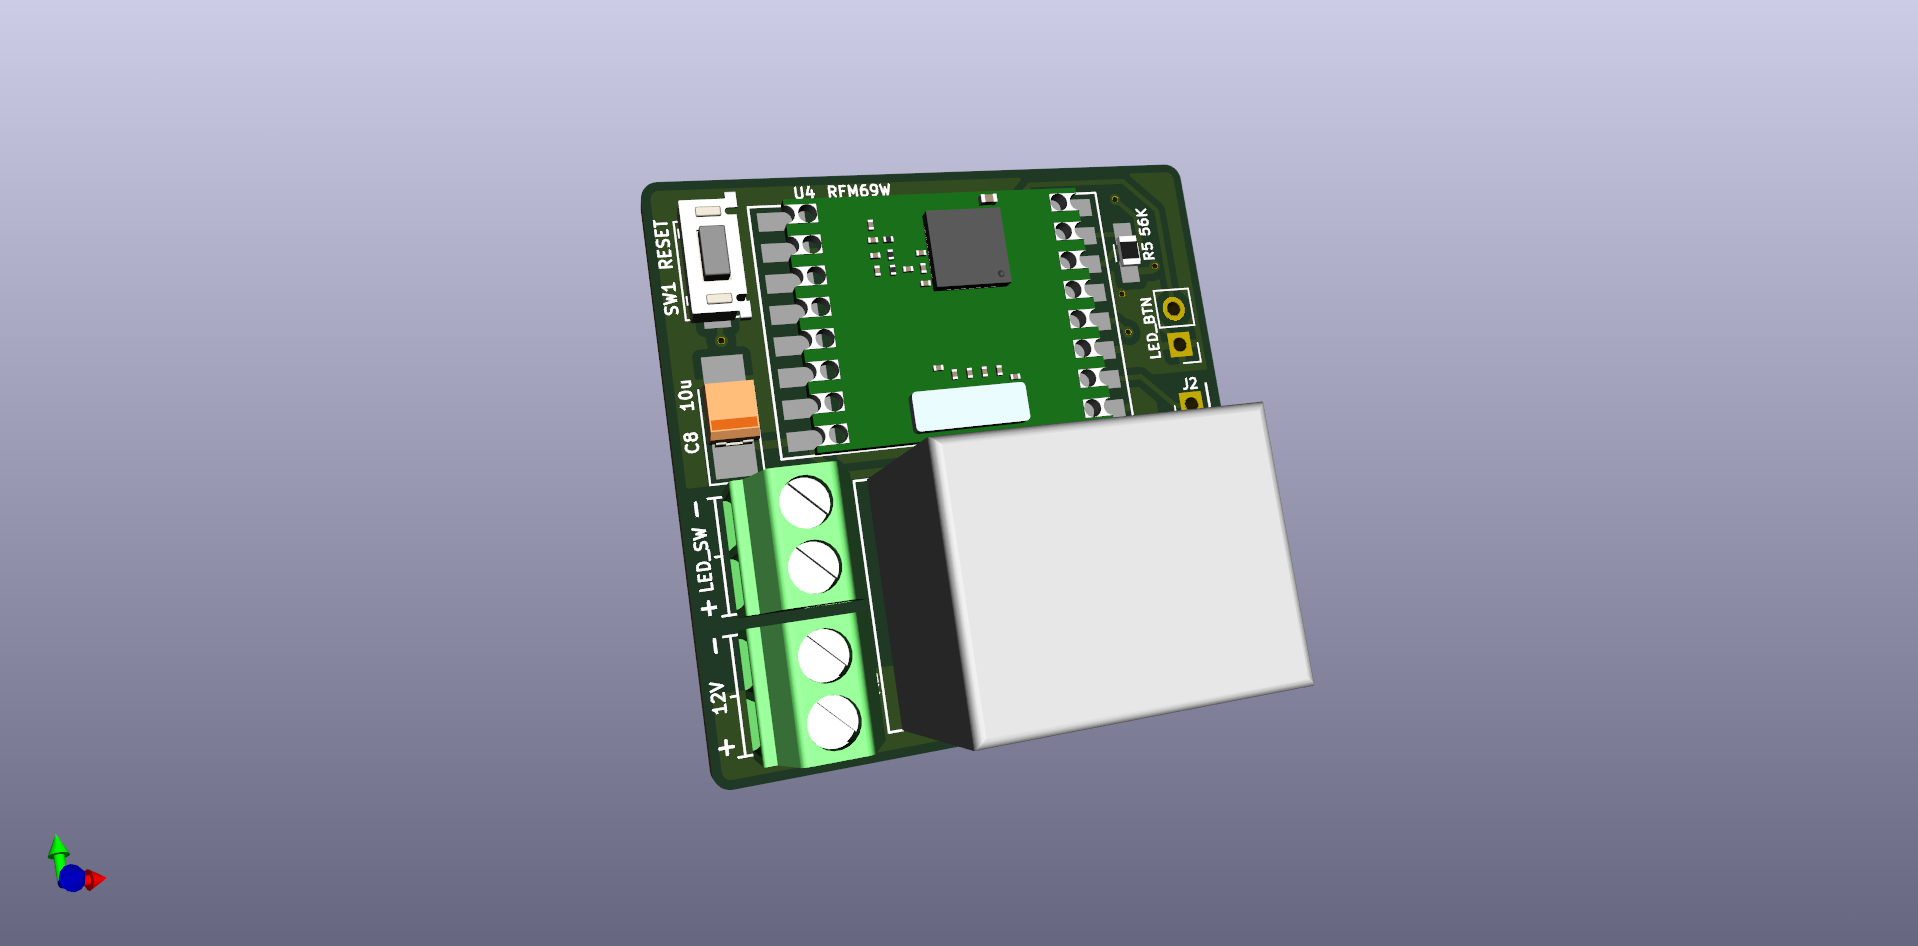 U4 RFM69W
SW1 RESET
R5 56K
LED_BTN
J2
C8 10u
+ LED_SW −
+ 12V −